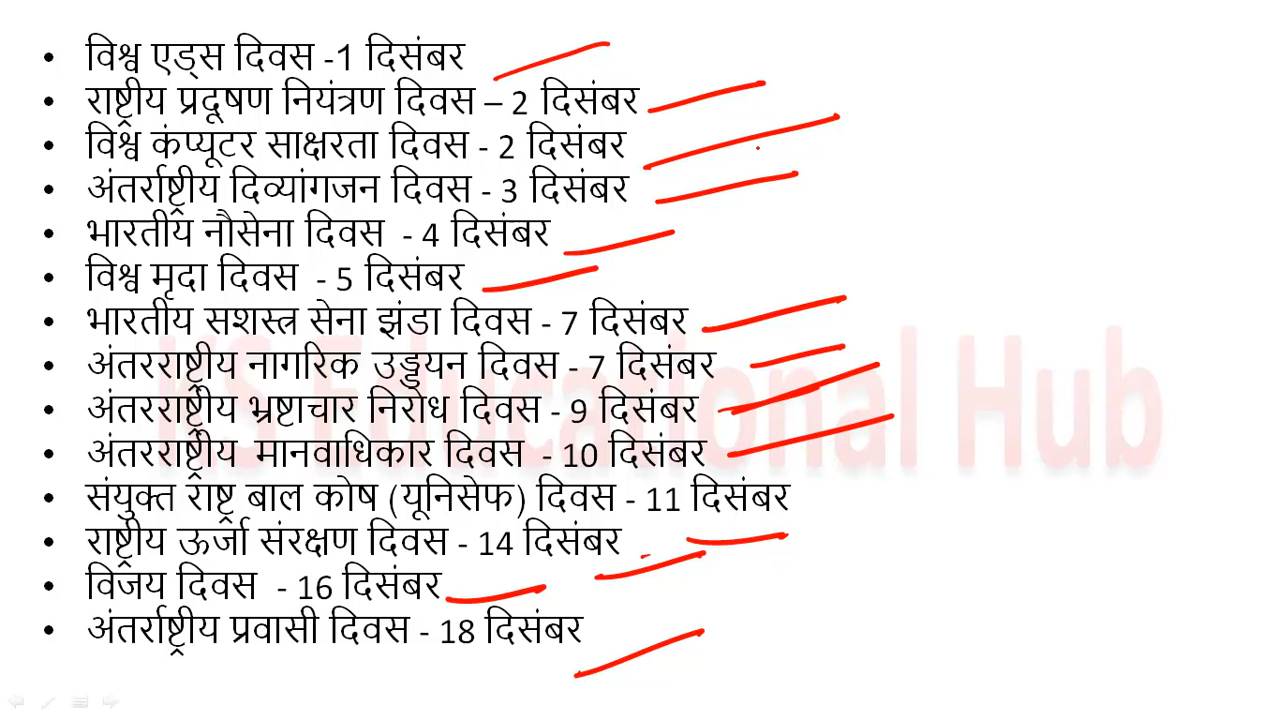 • विश्व एड्स दिवस -1 दिसंबर
• राष्ट्रीय प्रदूषण नियंत्रण दिवस – 2 दिसंबर
• विश्व कंप्यूटर साक्षरता दिवस - 2 दिसंबर
• अंतर्राष्ट्रीय दिव्यांगजन दिवस - 3 दिसंबर
• भारतीय नौसेना दिवस - 4 दिसंबर
• विश्व मृदा दिवस - 5 दिसंबर
• भारतीय सशस्त्र सेना झंडा दिवस - 7 दिसंबर
• अंतरराष्ट्रीय नागरिक उड्डयन दिवस - 7 दिसंबर
• अंतरराष्ट्रीय भ्रष्टाचार निरोध दिवस - 9 दिसंबर
• अंतरराष्ट्रीय मानवाधिकार दिवस - 10 दिसंबर
• संयुक्त राष्ट्र बाल कोष (यूनिसेफ) दिवस - 11 दिसंबर
• राष्ट्रीय ऊर्जा संरक्षण दिवस - 14 दिसंबर
• विजय दिवस - 16 दिसंबर
• अंतर्राष्ट्रीय प्रवासी दिवस - 18 दिसंबर
KS Educational Hub